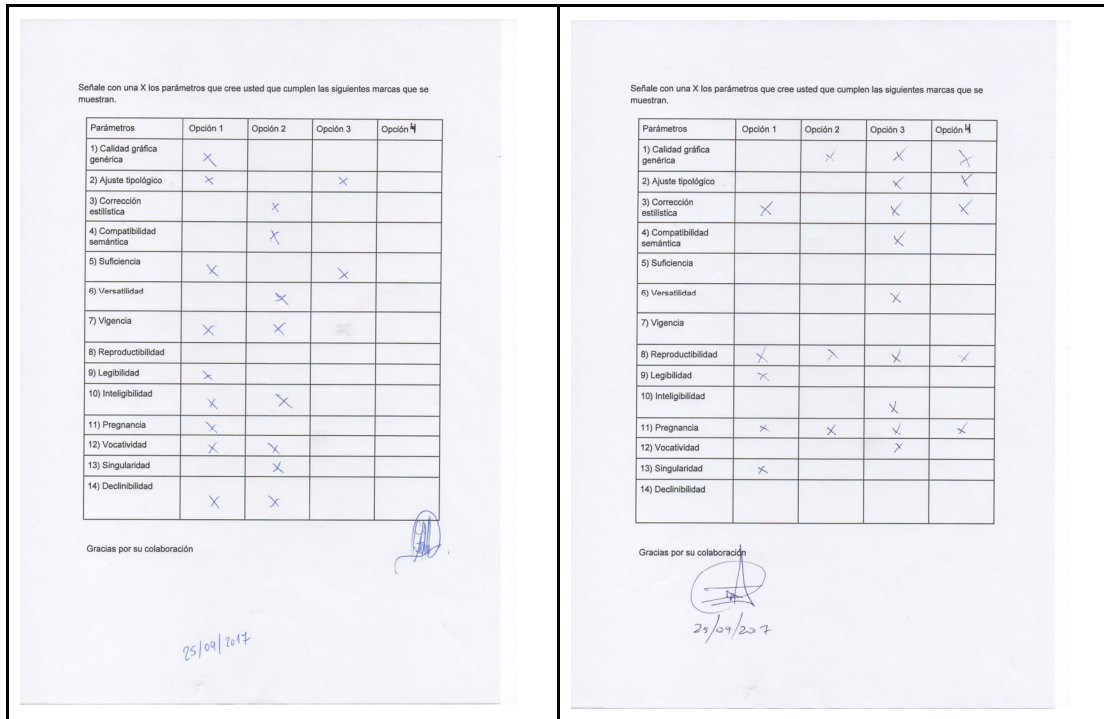 Señale con una X los parámetros que cree usted que cumplen las siguientes marcas que se
muestran.
Parámetros Opción 1 Opción 2 Opción 3 Opción 4
1) Calidad gráfica
genérica X
2) Ajuste tipológico X X
3) Corrección
estilística X
4) Compatibilidad
semántica X
5) Suficiencia X X
6) Versatilidad X
7) Vigencia X X
8) Reproductibilidad
9) Legibilidad X
10) Inteligibilidad X X
11) Pregnancia X
12) Vocatividad X X
13) Singularidad X
14) Declinibilidad X X
Gracias por su colaboración
25/09/2017
Señale con una X los parámetros que cree usted que cumplen las siguientes marcas que se
muestran.
Parámetros Opción 1 Opción 2 Opción 3 Opción 4
1) Calidad gráfica
genérica X X X
2) Ajuste tipológico X X
3) Corrección
estilística X X X
4) Compatibilidad
semántica X
5) Suficiencia
6) Versatilidad X
7) Vigencia
8) Reproductibilidad X X X X
9) Legibilidad X
10) Inteligibilidad X
11) Pregnancia X X X X
12) Vocatividad X
13) Singularidad X
14) Declinibilidad
Gracias por su colaboración
25/09/2017